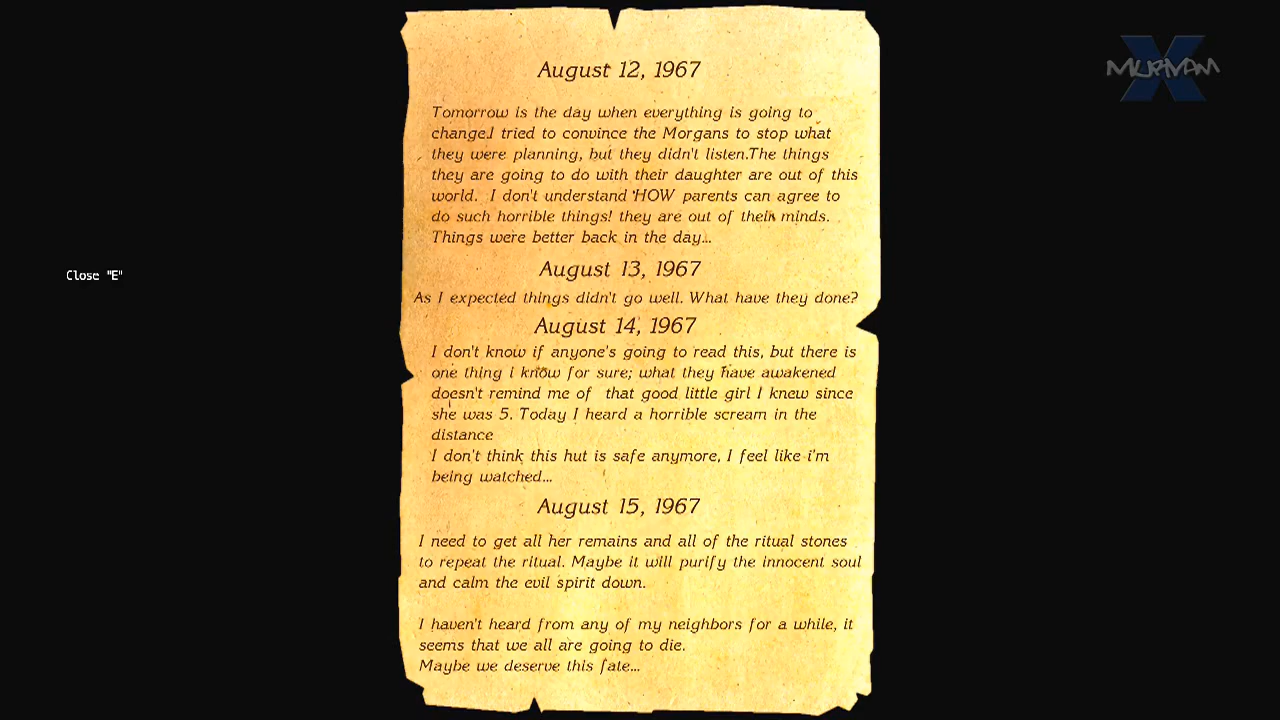 August 12, 1967
MURYAM
Tomorrow is the day when everything is going to
change.I tried to convince the Morgans to stop what
they were planning, but they didn't listen.The things
they are going to do with their daughter are out of this
world. I don't understand HOW parents can agree to
do such horrible things! they are out of their minds.
Things were better back in the day...
August 13, 1967
Close "E"
As I expected things didn't go well. What have they done?
August 14, 1967
I don't know if anyone's going to read this, but there is
one thing i know for sure; what they have awakened
doesn't remind me of that good little girl I knew since
she was 5. Today I heard a horrible scream in the
distance
I don't think this hut is safe anymore, I feel like i'm
being watched...
August 15, 1967
I need to get all her remains and all of the ritual stones
to repeat the ritual. Maybe it will purify the innocent soul
and calm the evil spirit down.
I haven't heard from any of my neighbors for a while, it
seems that we all are going to die.
Maybe we deserve this fate...